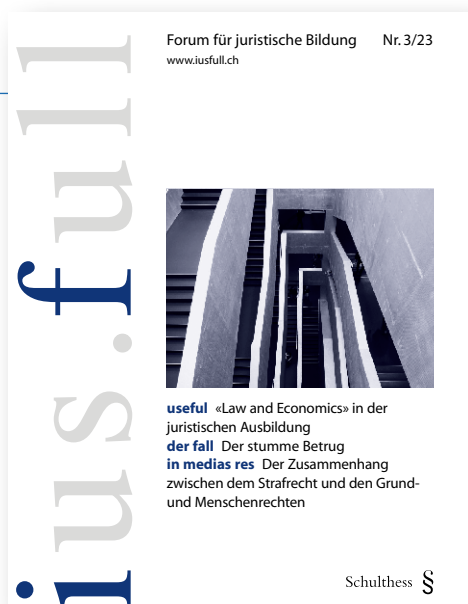 Forum für juristische Bildung Nr. 3/23
www.iusfull.ch
ius.full
useful «Law and Economics» in der
juristischen Ausbildung
der fall Der stumme Betrug
in medias res Der Zusammenhang
zwischen dem Strafrecht und den Grund-
und Menschenrechten
Schulthess §